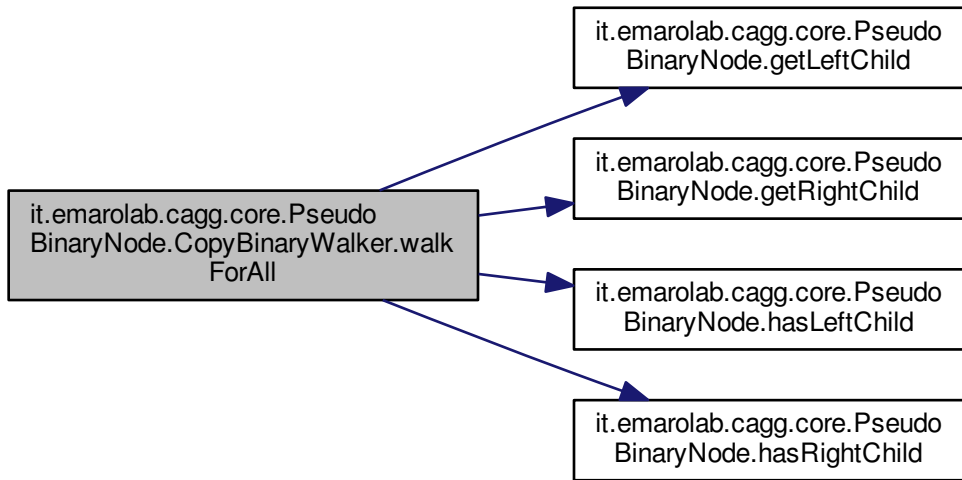 it.emarolab.cagg.core.Pseudo
BinaryNode.CopyBinaryWalker.walk
ForAll
it.emarolab.cagg.core.Pseudo
BinaryNode.getLeftChild
it.emarolab.cagg.core.Pseudo
BinaryNode.getRightChild
it.emarolab.cagg.core.Pseudo
BinaryNode.hasLeftChild
it.emarolab.cagg.core.Pseudo
BinaryNode.hasRightChild